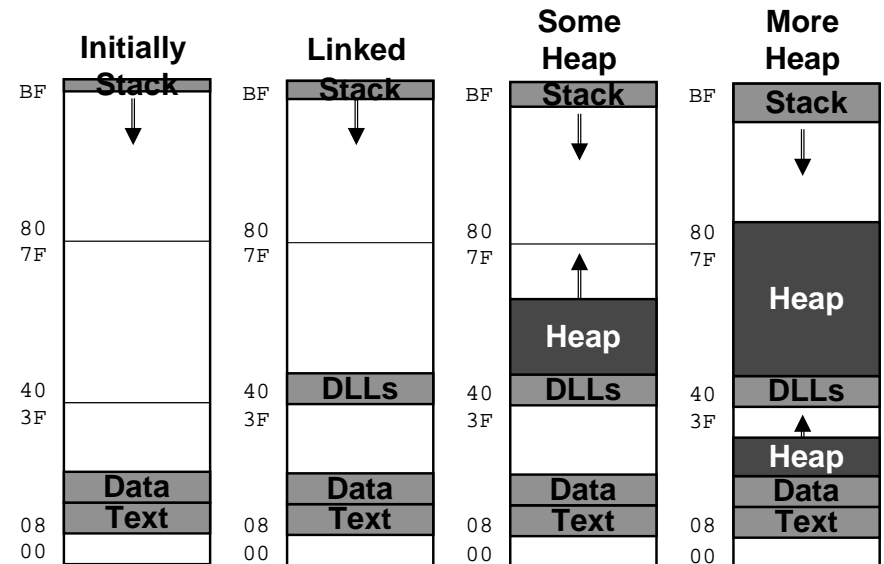 Initially
Stack
BF
80
7F
40
3F
Data
Text
08
00
Linked
Stack
BF
80
7F
DLLs
40
3F
Data
Text
08
00
Some
Heap
Stack
BF
80
7F
Heap
DLLs
40
3F
Data
Text
08
00
More
Heap
Stack
BF
80
7F
Heap
DLLs
40
3F
Heap
Data
Text
08
00